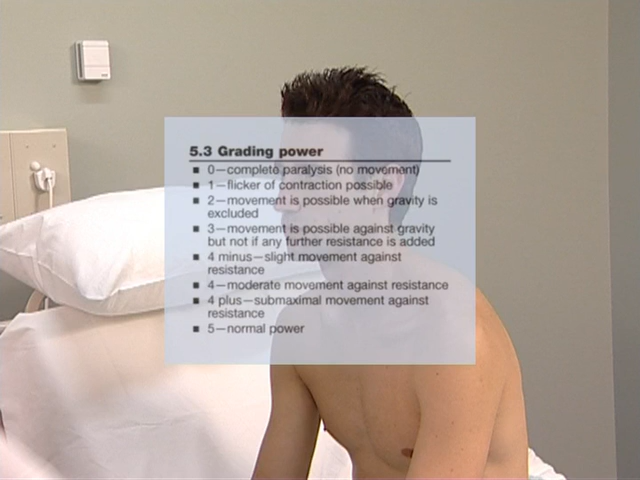 5.3 Grading power
■ 0—complete paralysis (no movement)
■ 1—flicker of contraction possible
■ 2—movement is possible when gravity is
excluded
■ 3—movement is possible against gravity
but not if any further resistance is added
■ 4 minus—slight movement against
resistance
■ 4—moderate movement against resistance
■ 4 plus—submaximal movement against
resistance
■ 5—normal power